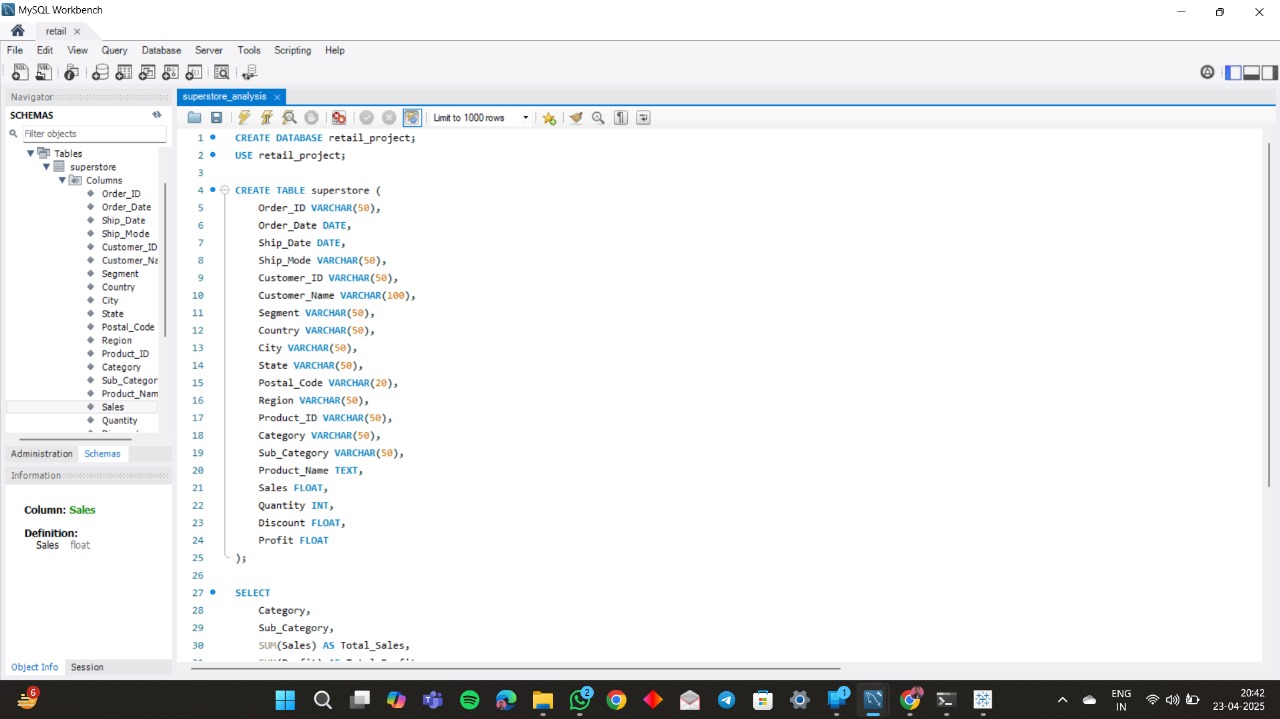 MySQL Workbench
retail
File Edit View Query Database Server Tools Scripting Help
Navigator
SCHEMAS
Filter objects
Tables
superstore
Columns
Order_ID
Order_Date
Ship_Date
Ship_Mode
Customer_ID
Customer_Na
Segment
Country
City
State
Postal_Code
Region
Product_ID
Category
Sub_Categor
Product_Nam
Sales
Quantity
Administration Schemas
Information
Column: Sales
Definition:
Sales float
Object Info Session
superstore_analysis
Limit to 1000 rows
1 CREATE DATABASE retail_project;
2 USE retail_project;
3
4 CREATE TABLE superstore (
5 Order_ID VARCHAR(50),
6 Order_Date DATE,
7 Ship_Date DATE,
8 Ship_Mode VARCHAR(50),
9 Customer_ID VARCHAR(50),
10 Customer_Name VARCHAR(100),
11 Segment VARCHAR(50),
12 Country VARCHAR(50),
13 City VARCHAR(50),
14 State VARCHAR(50),
15 Postal_Code VARCHAR(20),
16 Region VARCHAR(50),
17 Product_ID VARCHAR(50),
18 Category VARCHAR(50),
19 Sub_Category VARCHAR(50),
20 Product_Name TEXT,
21 Sales FLOAT,
22 Quantity INT,
23 Discount FLOAT,
24 Profit FLOAT
25 );
26
27 SELECT
28 Category,
29 Sub_Category,
30 SUM(Sales) AS Total_Sales,
6
2
1
ENG
IN
20:42
23-04-2025